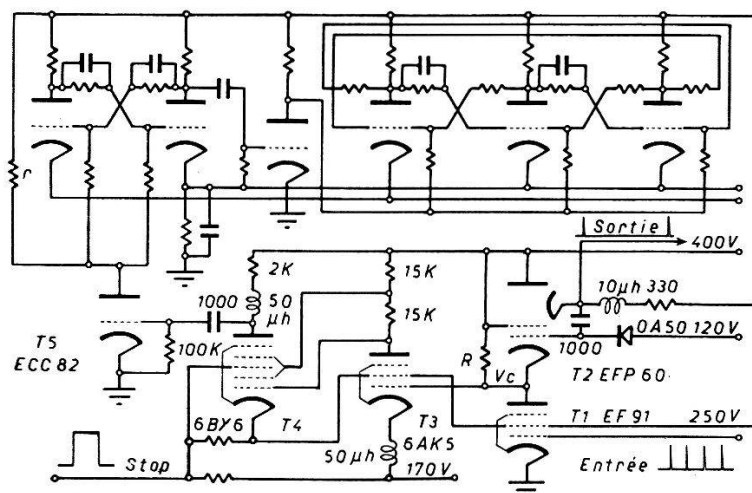 r
Sortie
400V
2K
15K
10µh 330
1000
50
µh
15K
0A50 120V
T5
ECC 82
100K
R
1000
T2 EFP 60
Vc
6BY6
T4
T3
6AK5
T1 EF 91
250V
Stop
50µh
170V
Entrée